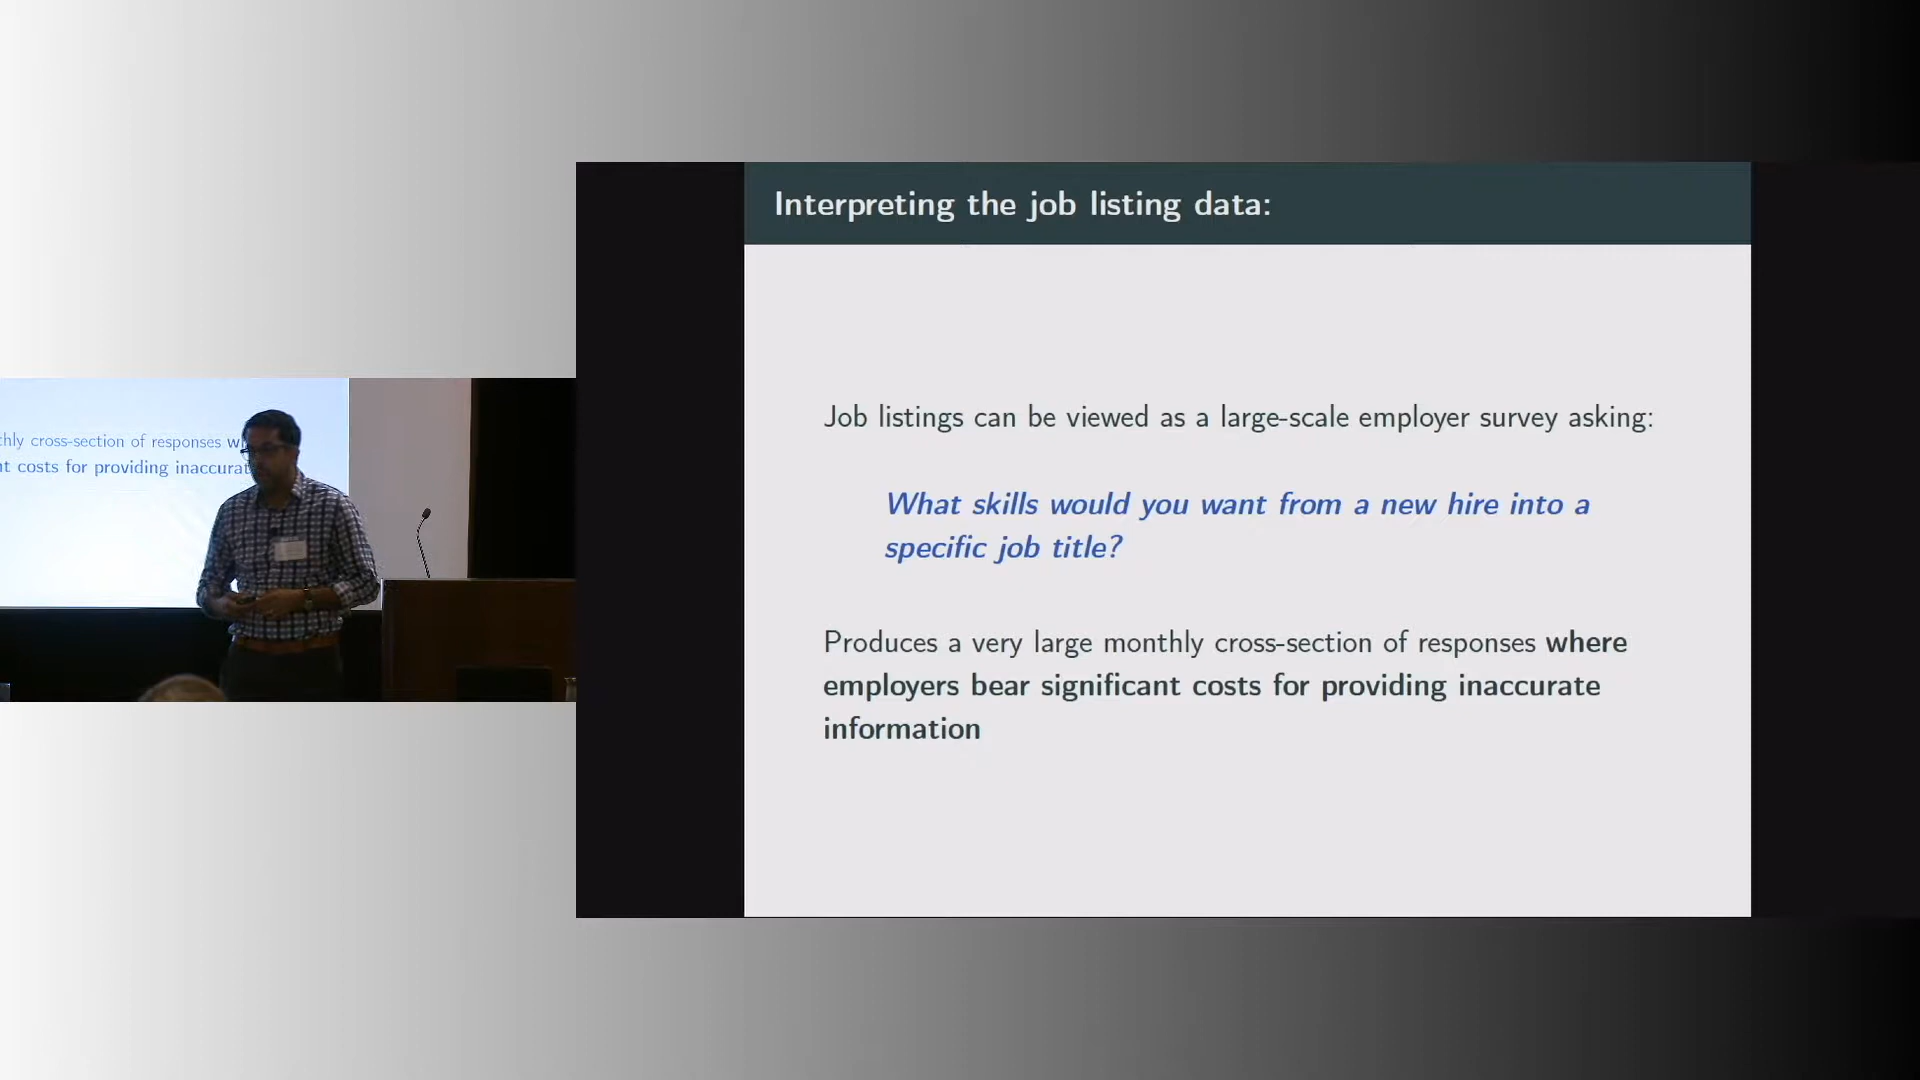 Interpreting the job listing data:
Job listings can be viewed as a large-scale employer survey asking:
What skills would you want from a new hire into a
specific job title?
Produces a very large monthly cross-section of responses where
employers bear significant costs for providing inaccurate
information
cross-section of responses
costs for providing